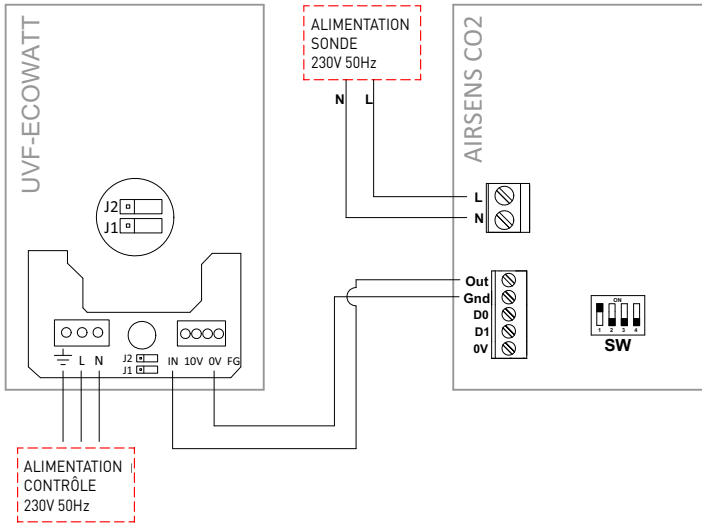 UVF-ECOWATT
J2
J1
L N
J2
J1
IN 10V 0V FG
ALIMENTATION
CONTRÔLE
230V 50Hz
ALIMENTATION
SONDE
230V 50Hz
N L
AIRSENS CO2
L
N
Out
Gnd
D0
D1
0V
ON
1 2 3 4
SW